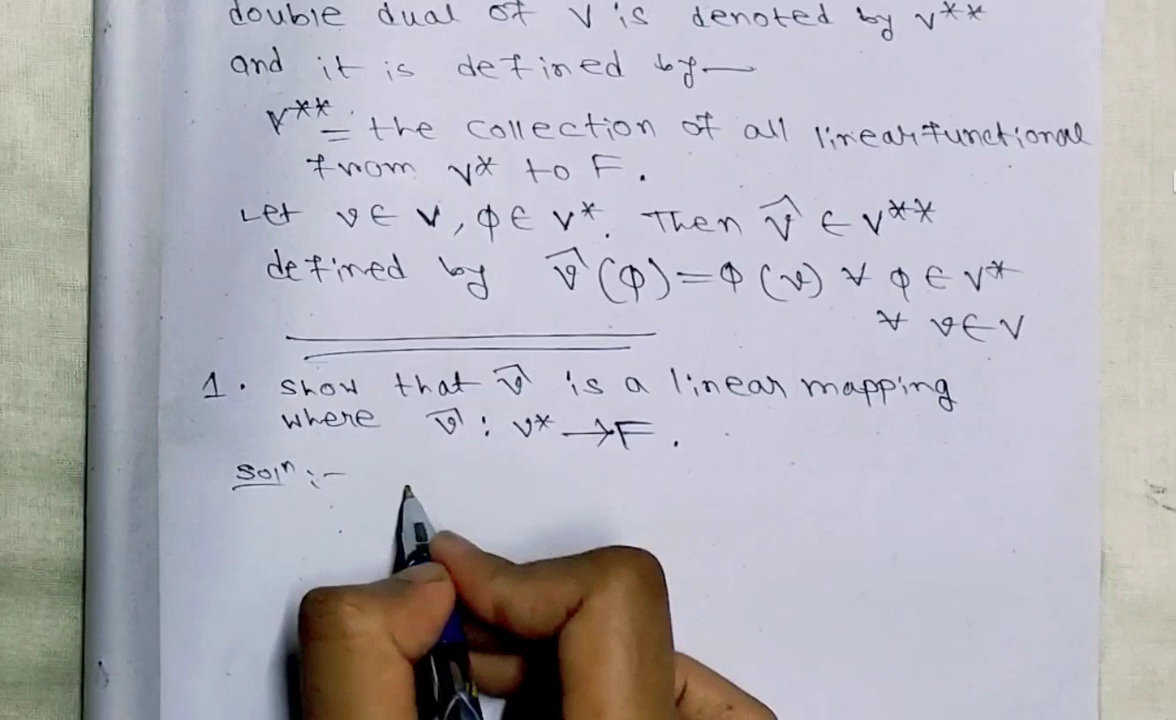 double dual of V is denoted by V**
and it is defined by—
V** = the collection of all linear functional
from V* to F.
Let v ∈ V, φ ∈ V*. Then v̂ ∈ V**
defined by v̂(φ) = φ(v) ∀ φ ∈ V*
∀ v ∈ V
1. Show that v̂ is a linear mapping
where v̂ : V* → F.
Solⁿ :-